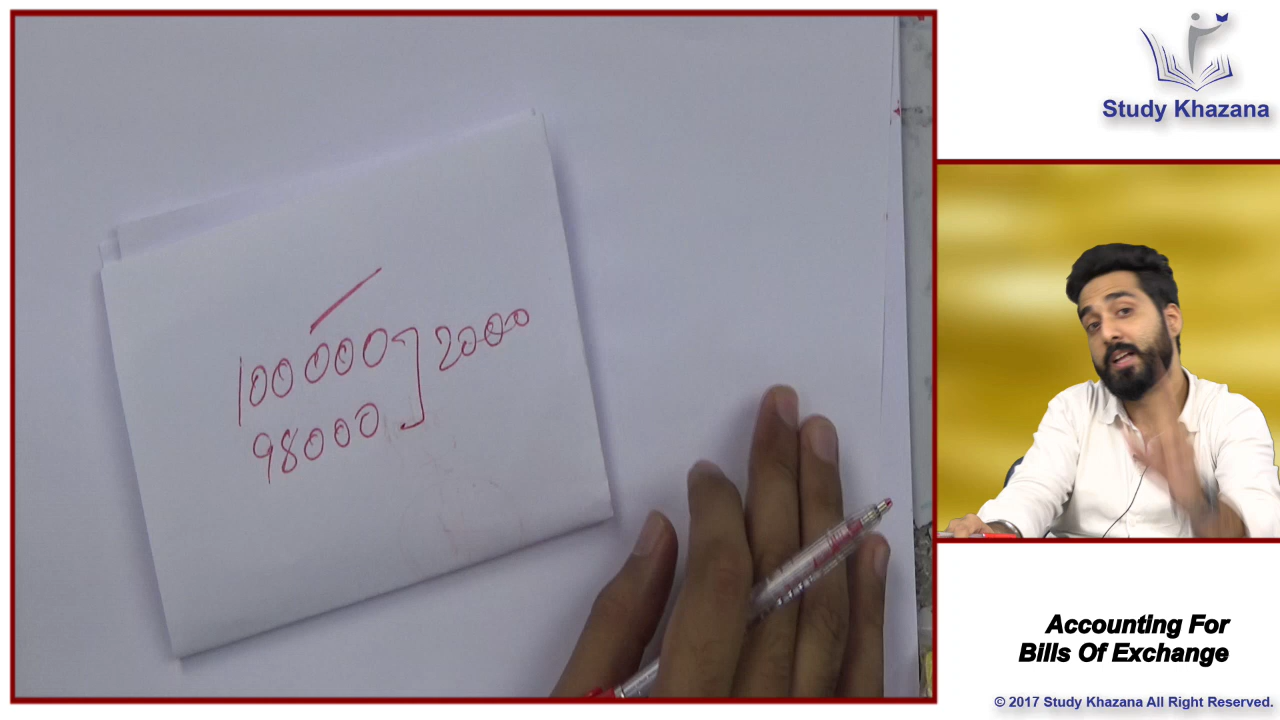 100000 2000
98000
Study Khazana
Accounting For
Bills Of Exchange
© 2017 Study Khazana All Right Reserved.